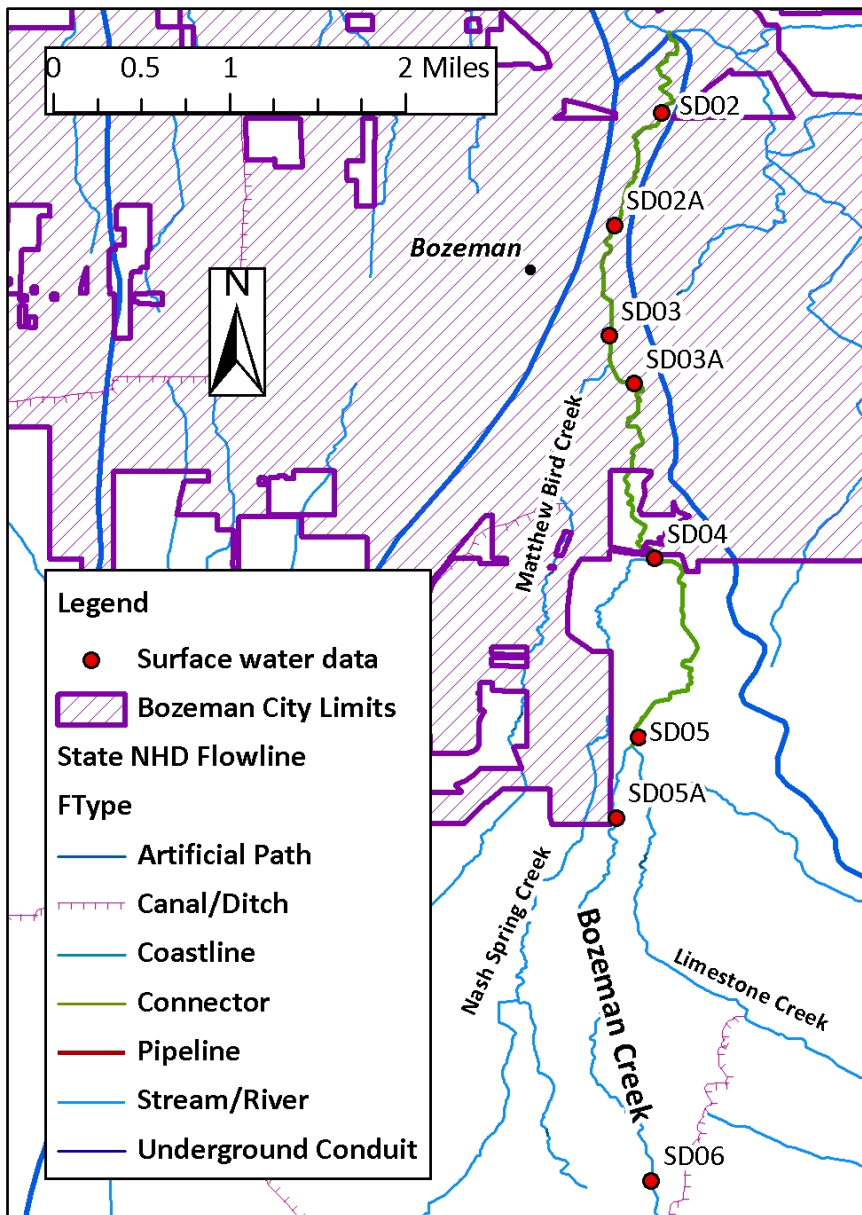 0 0.5 1 2 Miles
SD02
SD02A
Bozeman
N
SD03
SD03A
Matthew Bird Creek
SD04
SD05
SD05A
Nash Spring Creek
Bozeman Creek
Limestone Creek
SD06
Legend
Surface water data
Bozeman City Limits
State NHD Flowline
FType
Artificial Path
Canal/Ditch
Coastline
Connector
Pipeline
Stream/River
Underground Conduit